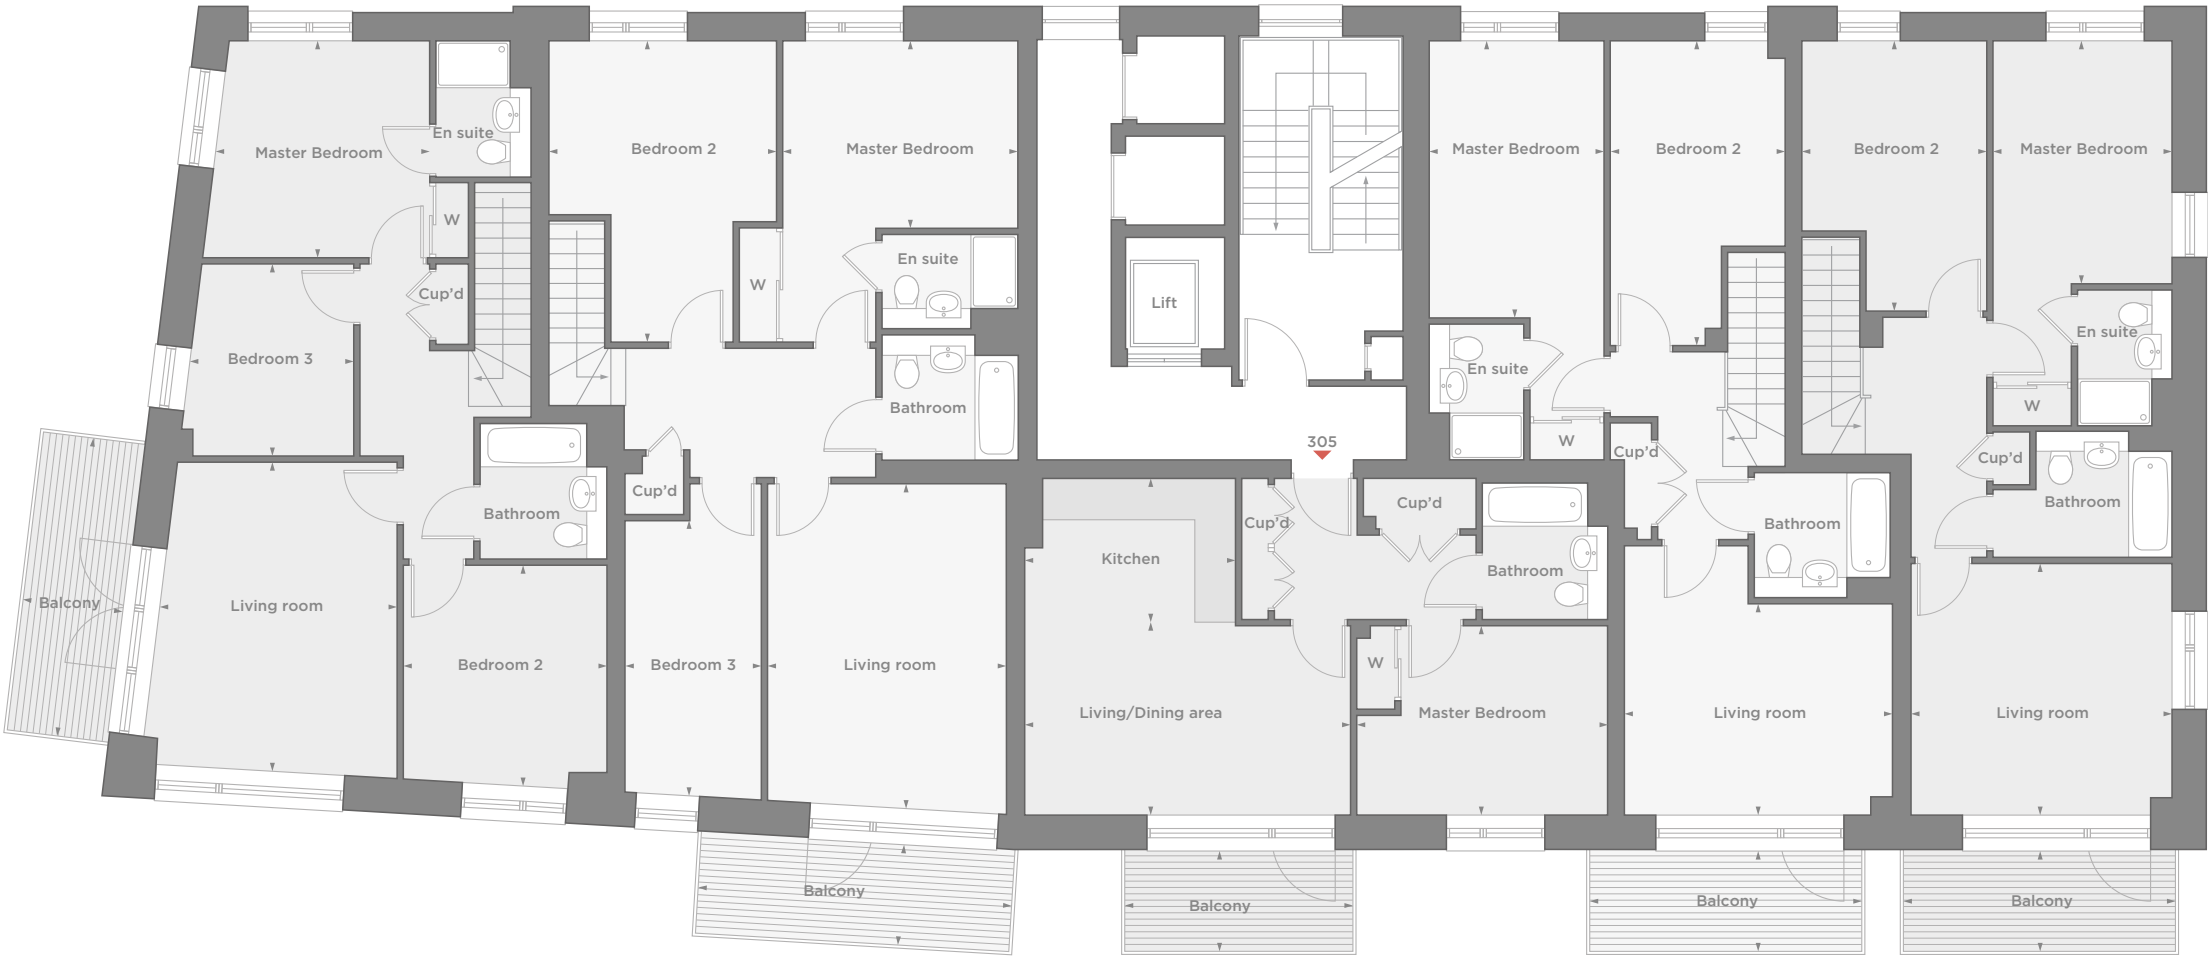 Master Bedroom
En suite
W
Cup'd
Bedroom 3
Bathroom
Balcony
Living room
Bedroom 2
Bedroom 2
Master Bedroom
W
En suite
Bathroom
Cup'd
Bedroom 3
Living room
Balcony
Lift
305
Kitchen
Cup'd
Cup'd
Bathroom
Living/Dining area
W
Master Bedroom
Balcony
Master Bedroom
Bedroom 2
En suite
W
Cup'd
Bathroom
Living room
Balcony
Bedroom 2
Master Bedroom
En suite
W
Cup'd
Bathroom
Living room
Balcony